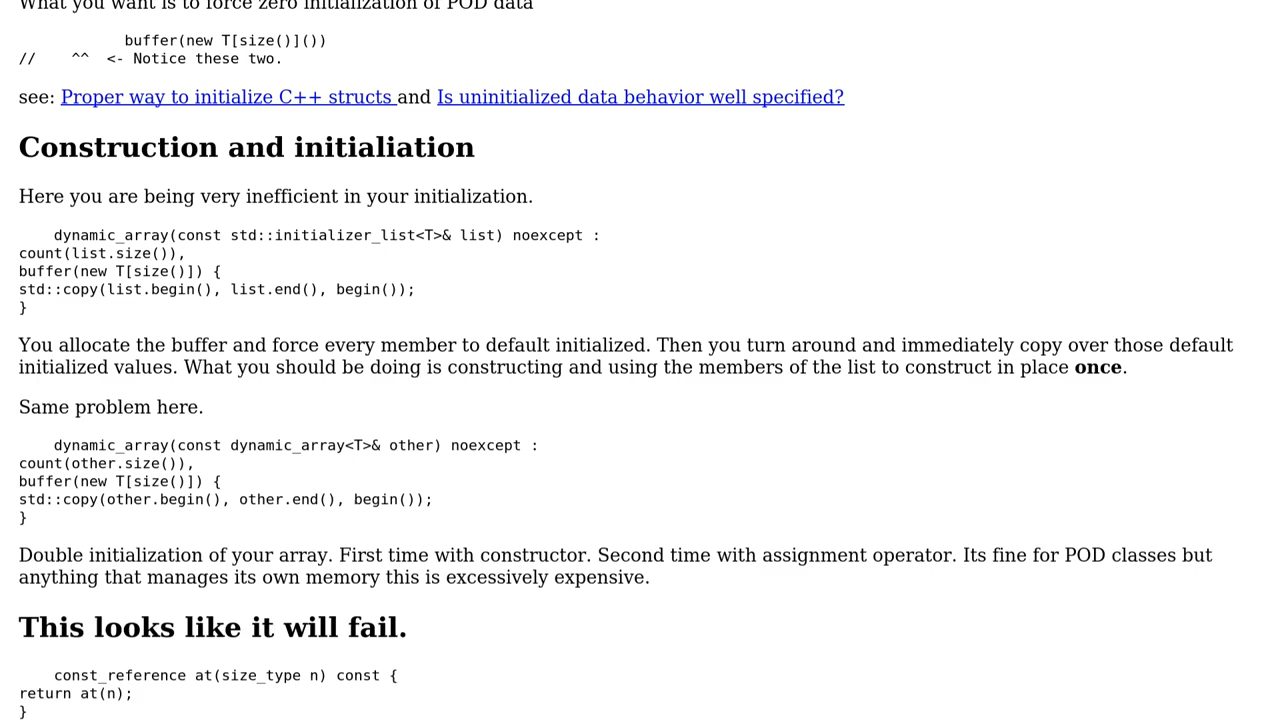 What you want is to force zero initialization of POD data
buffer(new T[size()]())
//    ^^  <- Notice these two.
see: Proper way to initialize C++ structs and Is uninitialized data behavior well specified?
Construction and initialiation
Here you are being very inefficient in your initialization.
dynamic_array(const std::initializer_list<T>& list) noexcept :
count(list.size()),
buffer(new T[size()]) {
std::copy(list.begin(), list.end(), begin());
}
You allocate the buffer and force every member to default initialized. Then you turn around and immediately copy over those default
initialized values. What you should be doing is constructing and using the members of the list to construct in place once.
Same problem here.
dynamic_array(const dynamic_array<T>& other) noexcept :
count(other.size()),
buffer(new T[size()]) {
std::copy(other.begin(), other.end(), begin());
}
Double initialization of your array. First time with constructor. Second time with assignment operator. Its fine for POD classes but
anything that manages its own memory this is excessively expensive.
This looks like it will fail.
const_reference at(size_type n) const {
return at(n);
}